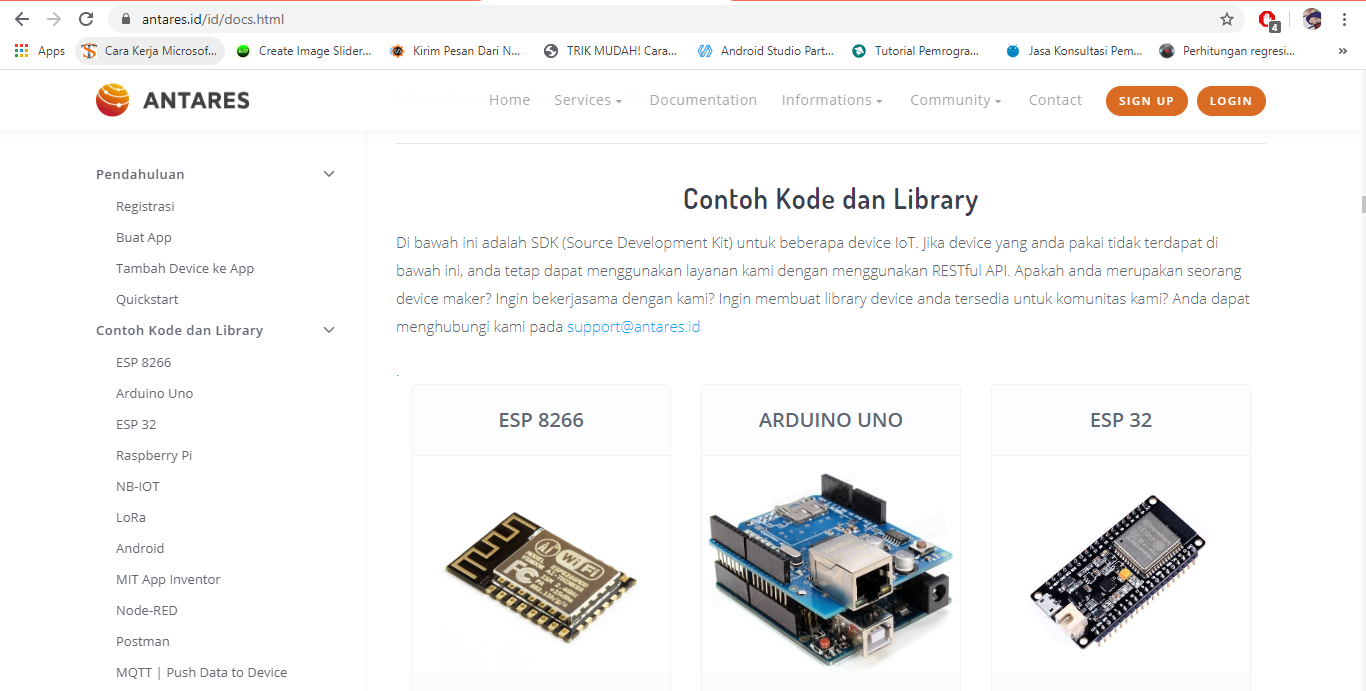 antares.id/id/docs.html
4
Apps
Cara Kerja Microsof...
Create Image Slider...
Kirim Pesan Dari N...
TRIK MUDAH! Cara...
Android Studio Part...
Tutorial Pemrogra...
Jasa Konsultasi Pem...
Perhitungan regresi...
»
ANTARES
Home
Services
Documentation
Informations
Community
Contact
SIGN UP
LOGIN
Pendahuluan
Registrasi
Buat App
Tambah Device ke App
Quickstart
Contoh Kode dan Library
ESP 8266
Arduino Uno
ESP 32
Raspberry Pi
NB-IOT
LoRa
Android
MIT App Inventor
Node-RED
Postman
MQTT | Push Data to Device
Contoh Kode dan Library
Di bawah ini adalah SDK (Source Development Kit) untuk beberapa device IoT. Jika device yang anda pakai tidak terdapat di
bawah ini, anda tetap dapat menggunakan layanan kami dengan menggunakan RESTful API. Apakah anda merupakan seorang
device maker? Ingin bekerjasama dengan kami? Ingin membuat library device anda tersedia untuk komunitas kami? Anda dapat
menghubungi kami pada support@antares.id
.
ESP 8266
ARDUINO UNO
ESP 32
WiFi
FC